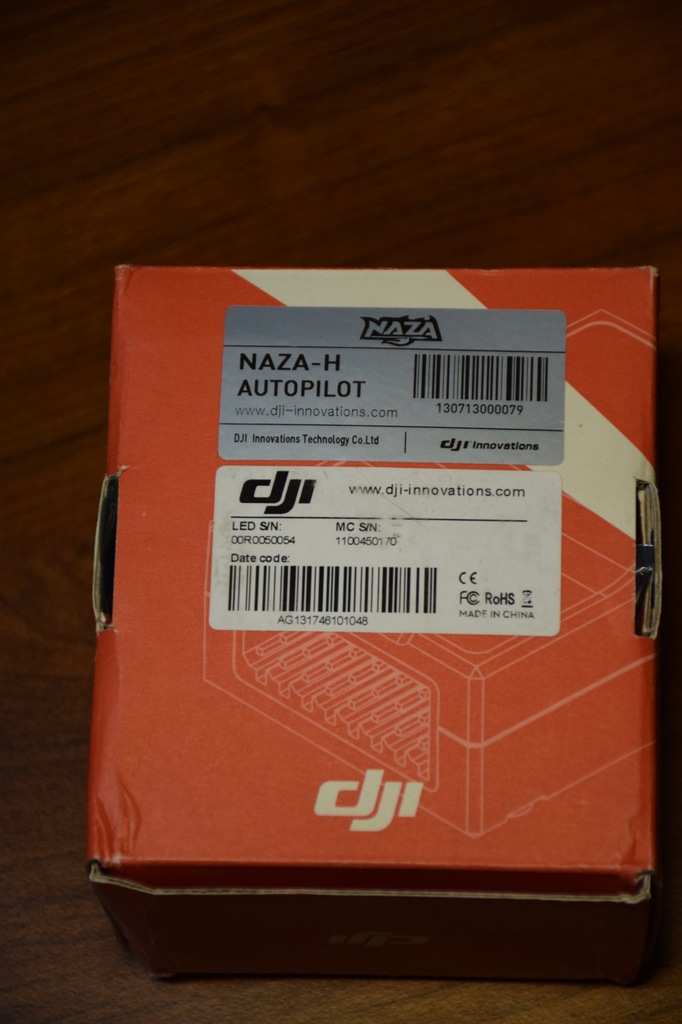 NAZA
NAZA-H
AUTOPILOT
www.dji-innovations.com
130713000079
DJI Innovations Technology Co.Ltd
dji innovations
dji www.dji-innovations.com
LED S/N: MC S/N:
00R0050054 1100450170
Date code:
AG131746101048
CE
FC RoHS
MADE IN CHINA
dji
dji